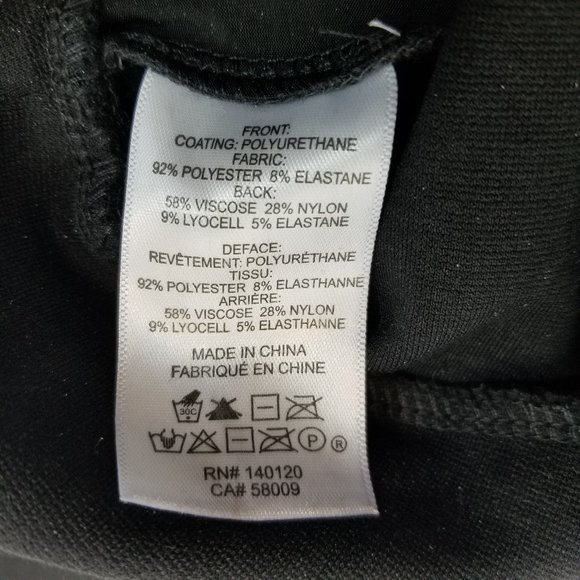 FRONT:
COATING: POLYURETHANE
FABRIC:
92% POLYESTER 8% ELASTANE
BACK:
58% VISCOSE 28% NYLON
9% LYOCELL 5% ELASTANE
DEFACE:
REVÊTEMENT: POLYURÉTHANE
TISSU:
92% POLYESTER 8% ELASTHANNE
ARRIÈRE:
58% VISCOSE 28% NYLON
9% LYOCELL 5% ELASTHANNE
MADE IN CHINA
FABRIQUÉ EN CHINE
30C
P ®
RN# 140120
CA# 58009